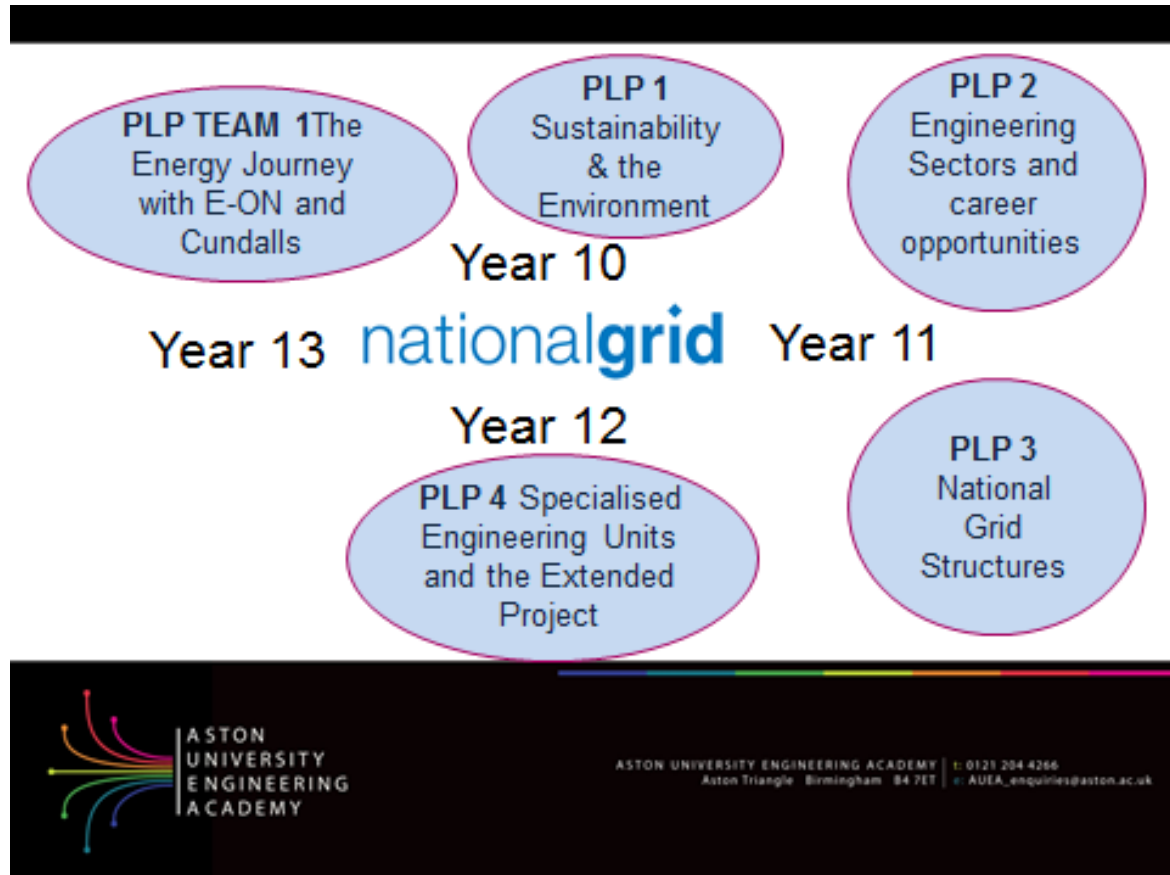 PLP TEAM 1The
Energy Journey
with E-ON and
Cundalls
PLP 1
Sustainability
& the
Environment
PLP 2
Engineering
Sectors and
career
opportunities
Year 10
Year 13
nationalgrid
Year 11
Year 12
PLP 4 Specialised
Engineering Units
and the Extended
Project
PLP 3
National
Grid
Structures
ASTON
UNIVERSITY
ENGINEERING
ACADEMY
ASTON UNIVERSITY ENGINEERING ACADEMY
Aston Triangle Birmingham B4 7ET
t: 0121 204 4266
e: AUEA_enquiries@aston.ac.uk